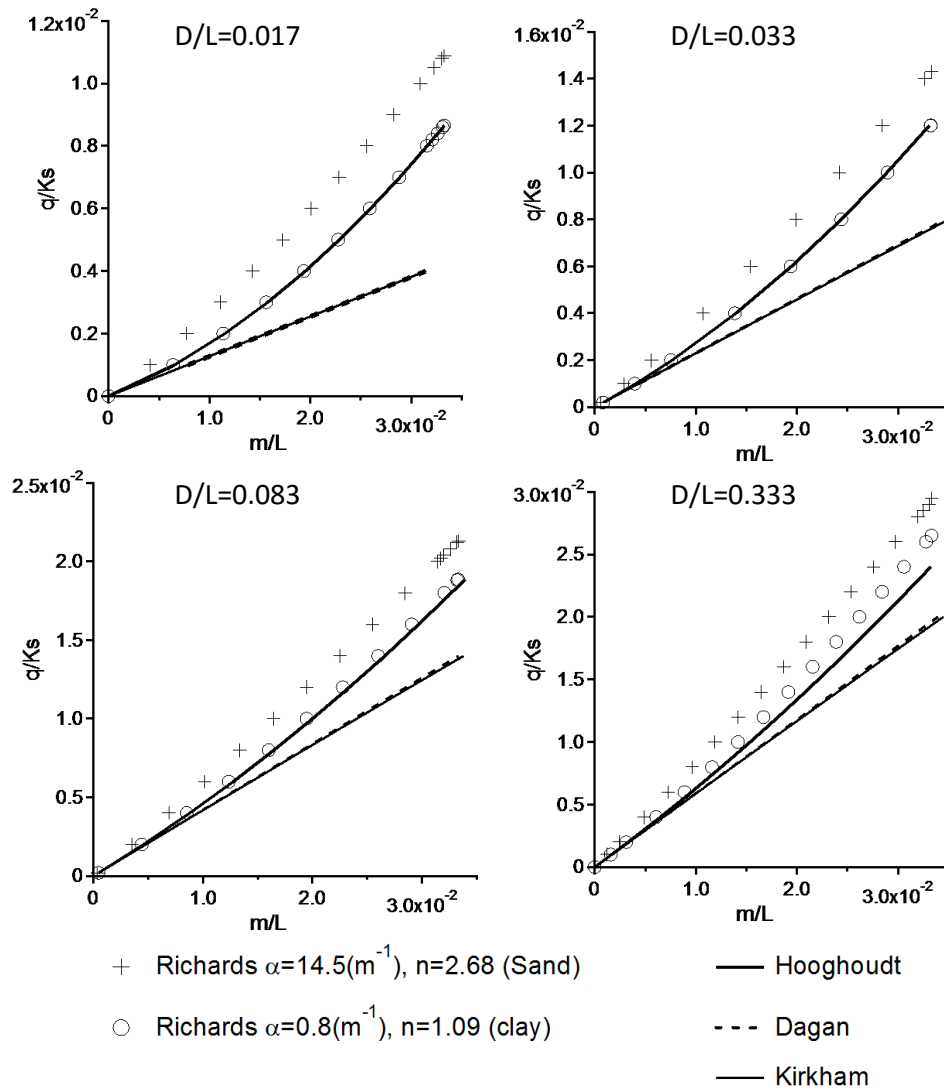 D/L=0.017
1.2x10⁻²
1.0
0.8
0.6
0.4
0.2
0
q/Ks
0
1.0
2.0
3.0x10⁻²
m/L
D/L=0.033
1.6x10⁻²
1.4
1.2
1.0
0.8
0.6
0.4
0.2
0
q/Ks
0
1.0
2.0
3.0x10⁻²
m/L
D/L=0.083
2.5x10⁻²
2.0
1.5
1.0
0.5
0
q/Ks
0
1.0
2.0
3.0x10⁻²
m/L
D/L=0.333
3.0x10⁻²
2.5
2.0
1.5
1.0
0.5
0
q/Ks
0
1.0
2.0
3.0x10⁻²
m/L
Richards α=14.5(m⁻¹), n=2.68 (Sand)
Richards α=0.8(m⁻¹), n=1.09 (clay)
Hooghoudt
Dagan
Kirkham